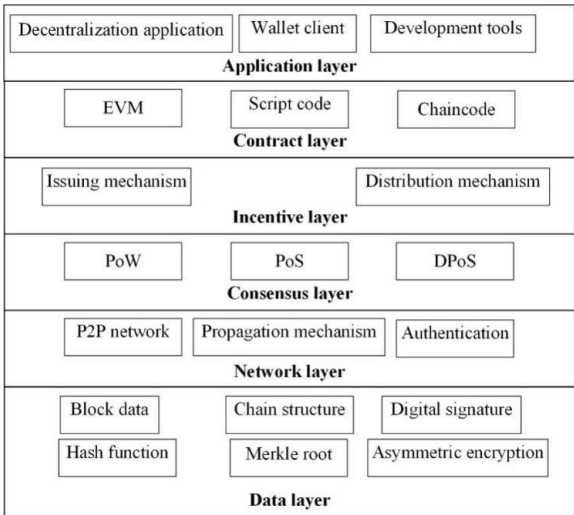 Decentralization application Wallet client Development tools
Application layer
EVM Script code Chaincode
Contract layer
Issuing mechanism Distribution mechanism
Incentive layer
PoW PoS DPoS
Consensus layer
P2P network Propagation mechanism Authentication
Network layer
Block data Chain structure Digital signature
Hash function Merkle root Asymmetric encryption
Data layer